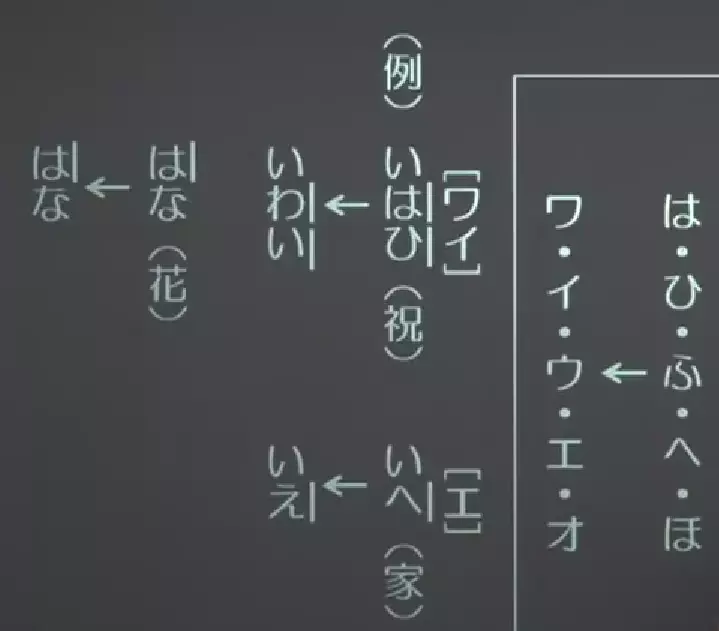 は・ひ・ふ・へ・ほ
←
ワ・イ・ウ・エ・オ
(例)
[ワイ]
いはひ(祝)
←
いわい
[エ]
いへ(家)
←
いえ
はな(花)
←
はな